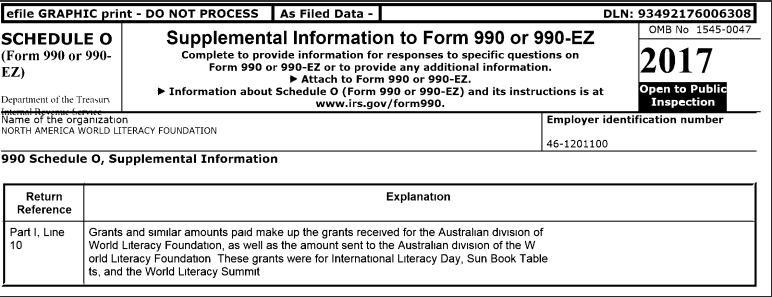 efile GRAPHIC print - DO NOT PROCESS As Filed Data - DLN: 93492176006308
SCHEDULE O
(Form 990 or 990-
EZ)
Department of the Treasury
Internal Revenue Service
Supplemental Information to Form 990 or 990-EZ
Complete to provide information for responses to specific questions on
Form 990 or 990-EZ or to provide any additional information.
▶ Attach to Form 990 or 990-EZ.
▶ Information about Schedule O (Form 990 or 990-EZ) and its instructions is at
www.irs.gov/form990.
OMB No 1545-0047
2017
Open to Public
Inspection
Name of the organization
NORTH AMERICA WORLD LITERACY FOUNDATION
Employer identification number
46-1201100
990 Schedule O, Supplemental Information
Return
Reference
Explanation
Part I, Line
10
Grants and similar amounts paid make up the grants received for the Australian division of
World Literacy Foundation, as well as the amount sent to the Australian division of the W
orld Literacy Foundation These grants were for International Literacy Day, Sun Book Table
ts, and the World Literacy Summit